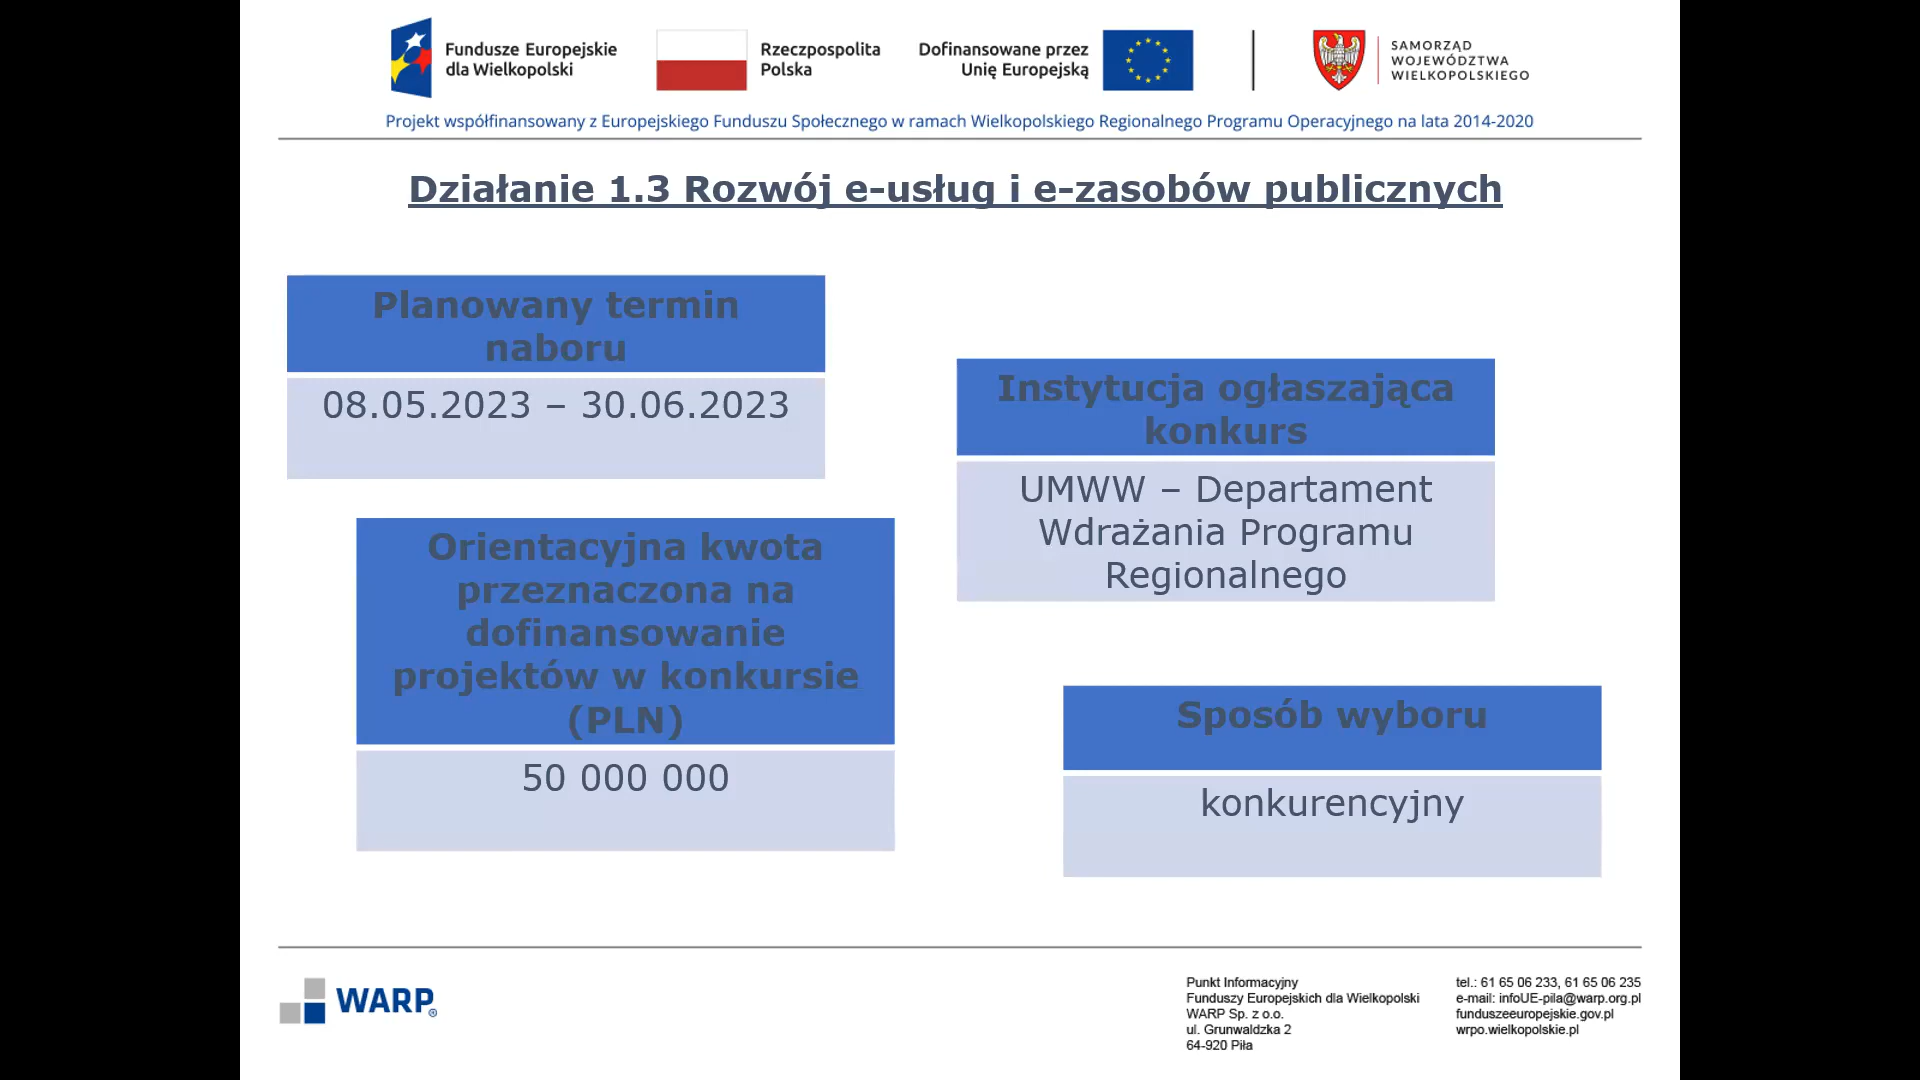 Fundusze Europejskie
dla Wielkopolski
Rzeczpospolita
Polska
Dofinansowane przez
Unię Europejską
SAMORZĄD
WOJEWÓDZTWA
WIELKOPOLSKIEGO
Projekt współfinansowany z Europejskiego Funduszu Społecznego w ramach Wielkopolskiego Regionalnego Programu Operacyjnego na lata 2014-2020
Działanie 1.3 Rozwój e-usług i e-zasobów publicznych
Planowany termin
naboru
08.05.2023 – 30.06.2023
Instytucja ogłaszająca
konkurs
UMWW – Departament
Wdrażania Programu
Regionalnego
Orientacyjna kwota
przeznaczona na
dofinansowanie
projektów w konkursie
(PLN)
50 000 000
Sposób wyboru
konkurencyjny
WARP®
Punkt Informacyjny
Funduszy Europejskich dla Wielkopolski
WARP Sp. z o.o.
ul. Grunwaldzka 2
64-920 Piła
tel.: 61 65 06 233, 61 65 06 235
e-mail: infoUE-pila@warp.org.pl
funduszeeuropejskie.gov.pl
wrpo.wielkopolskie.pl